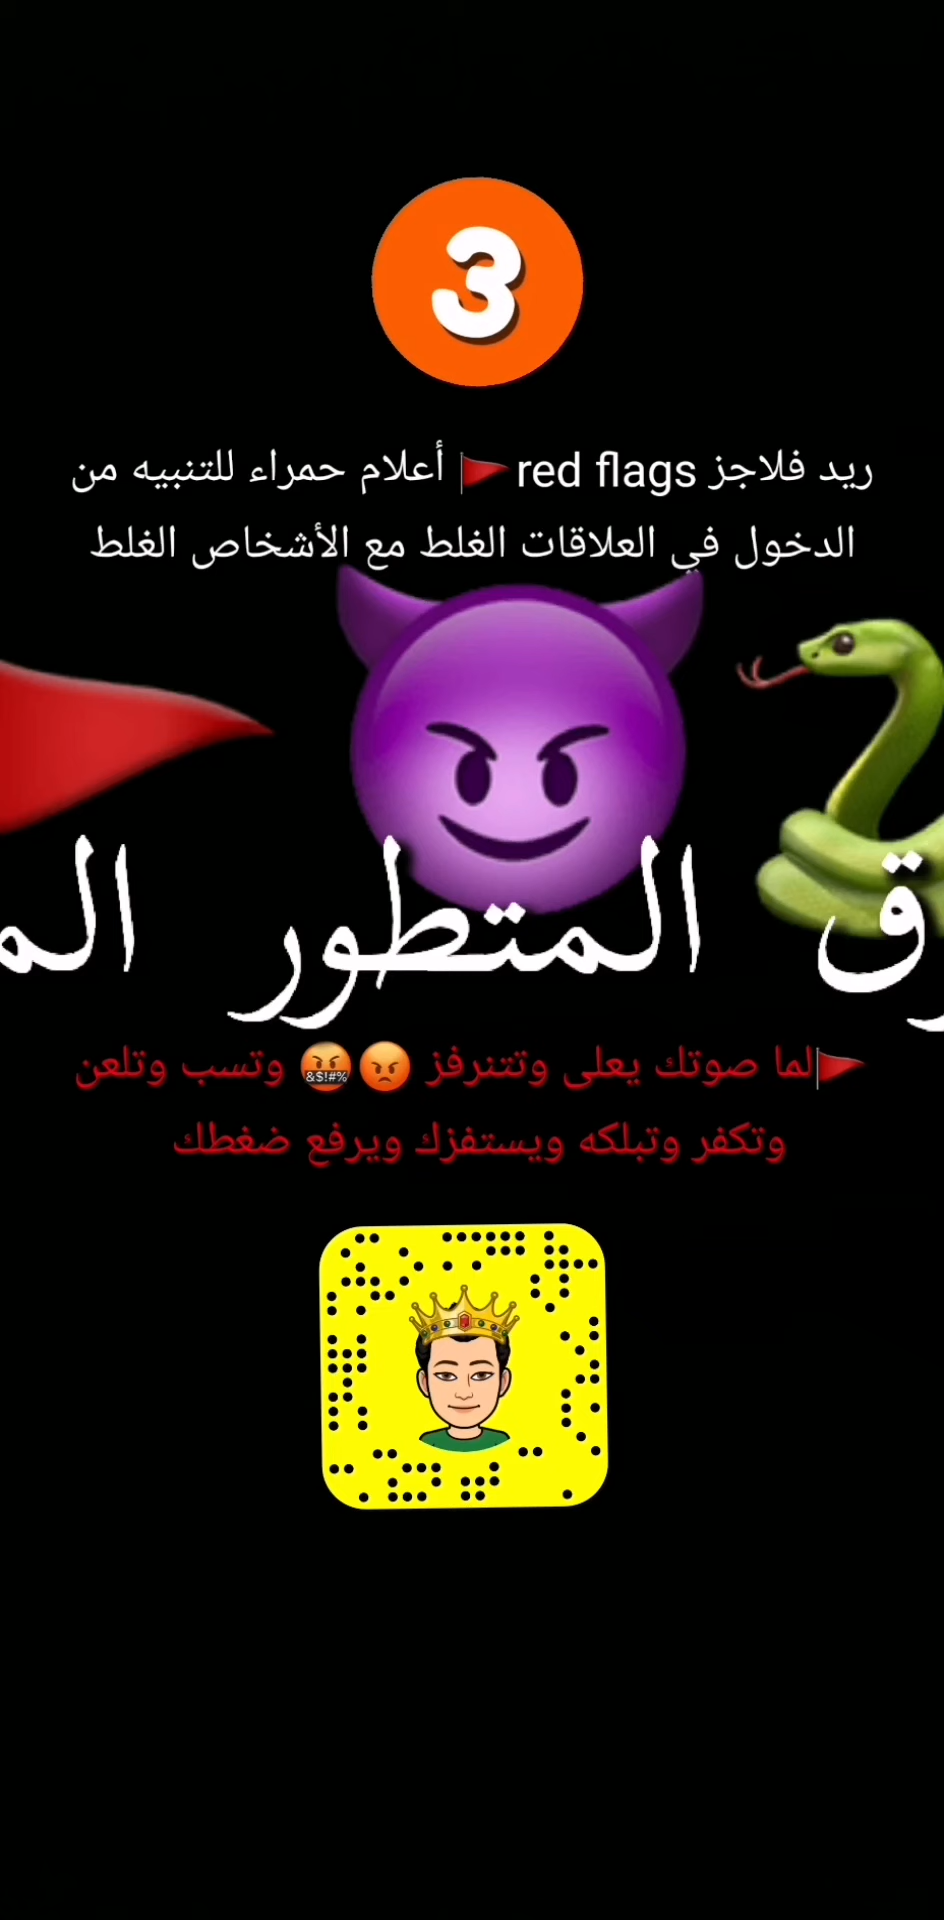 3
ريد فلاجز red flags 🚩 أعلام حمراء للتنبيه من
الدخول في العلاقات الغلط مع الأشخاص الغلط
المتطور
🚩لما صوتك يعلى وتتنرفز 😡 🤬 وتسب وتلعن
وتكفر وتبلكه ويستفزك ويرفع ضغطك